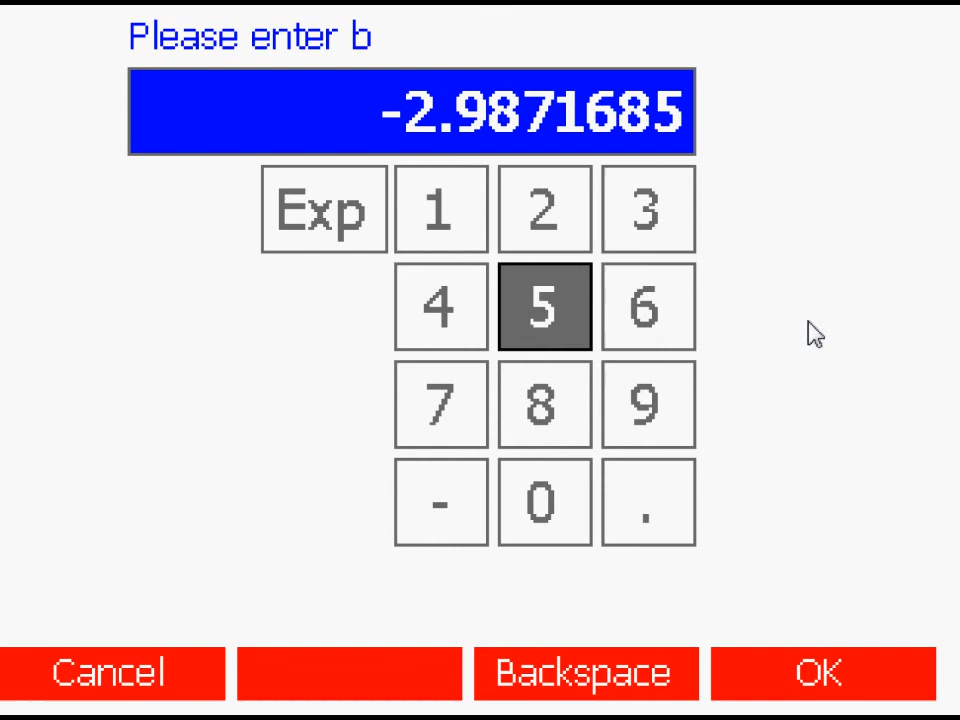 Please enter b
-2.9871685
Exp 1 2 3
4 5 6
7 8 9
- 0 .
Cancel Backspace OK